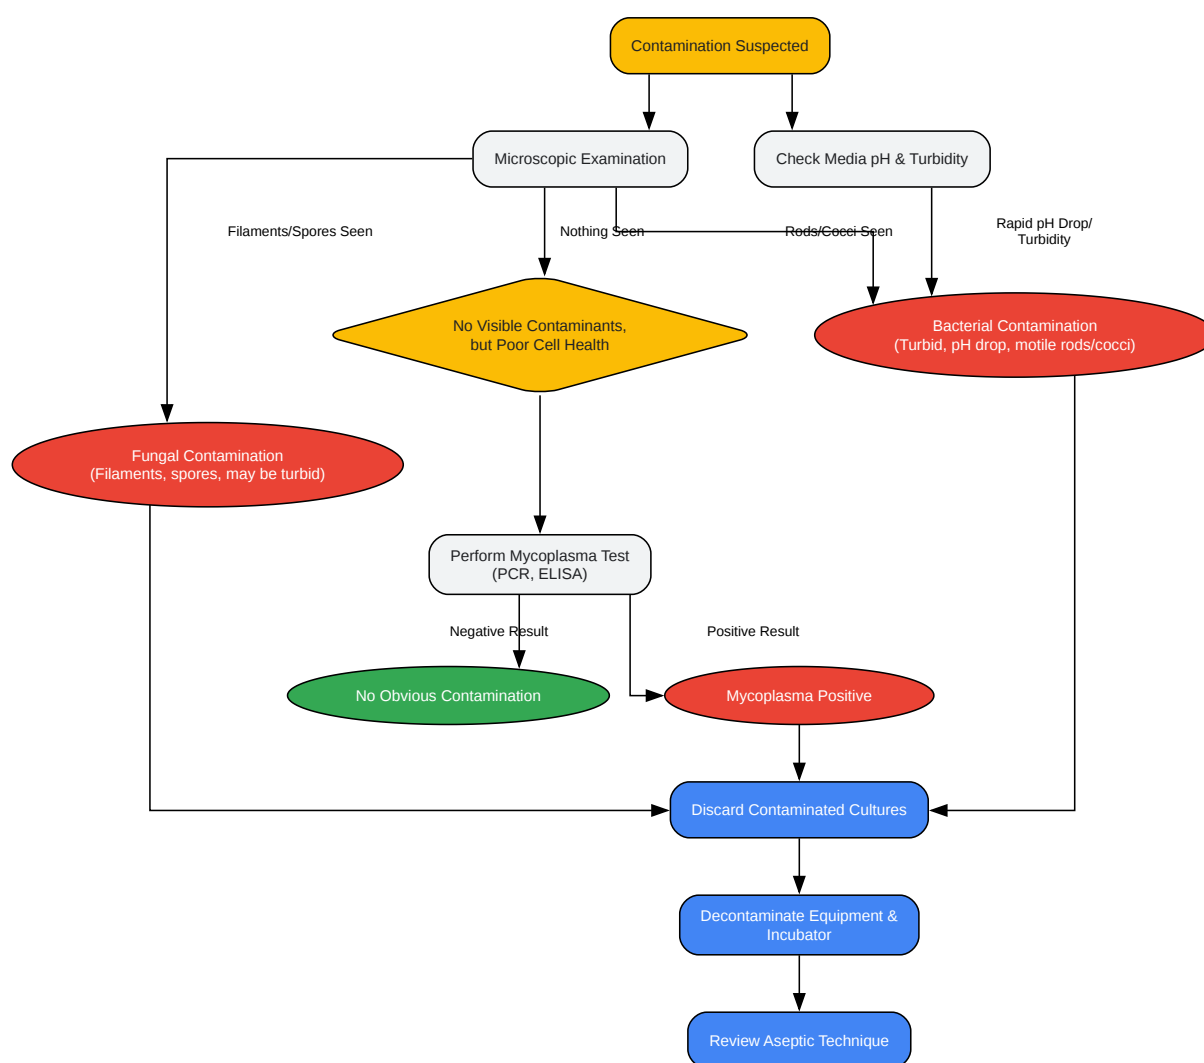 Contamination Suspected
Microscopic Examination
Check Media pH & Turbidity
Filaments/Spores Seen
Nothing Seen
Rods/Cocci Seen
Rapid pH Drop/
Turbidity
No Visible Contaminants,
but Poor Cell Health
Bacterial Contamination
(Turbid, pH drop, motile rods/cocci)
Fungal Contamination
(Filaments, spores, may be turbid)
Perform Mycoplasma Test
(PCR, ELISA)
Negative Result
Positive Result
No Obvious Contamination
Mycoplasma Positive
Discard Contaminated Cultures
Decontaminate Equipment &
Incubator
Review Aseptic Technique